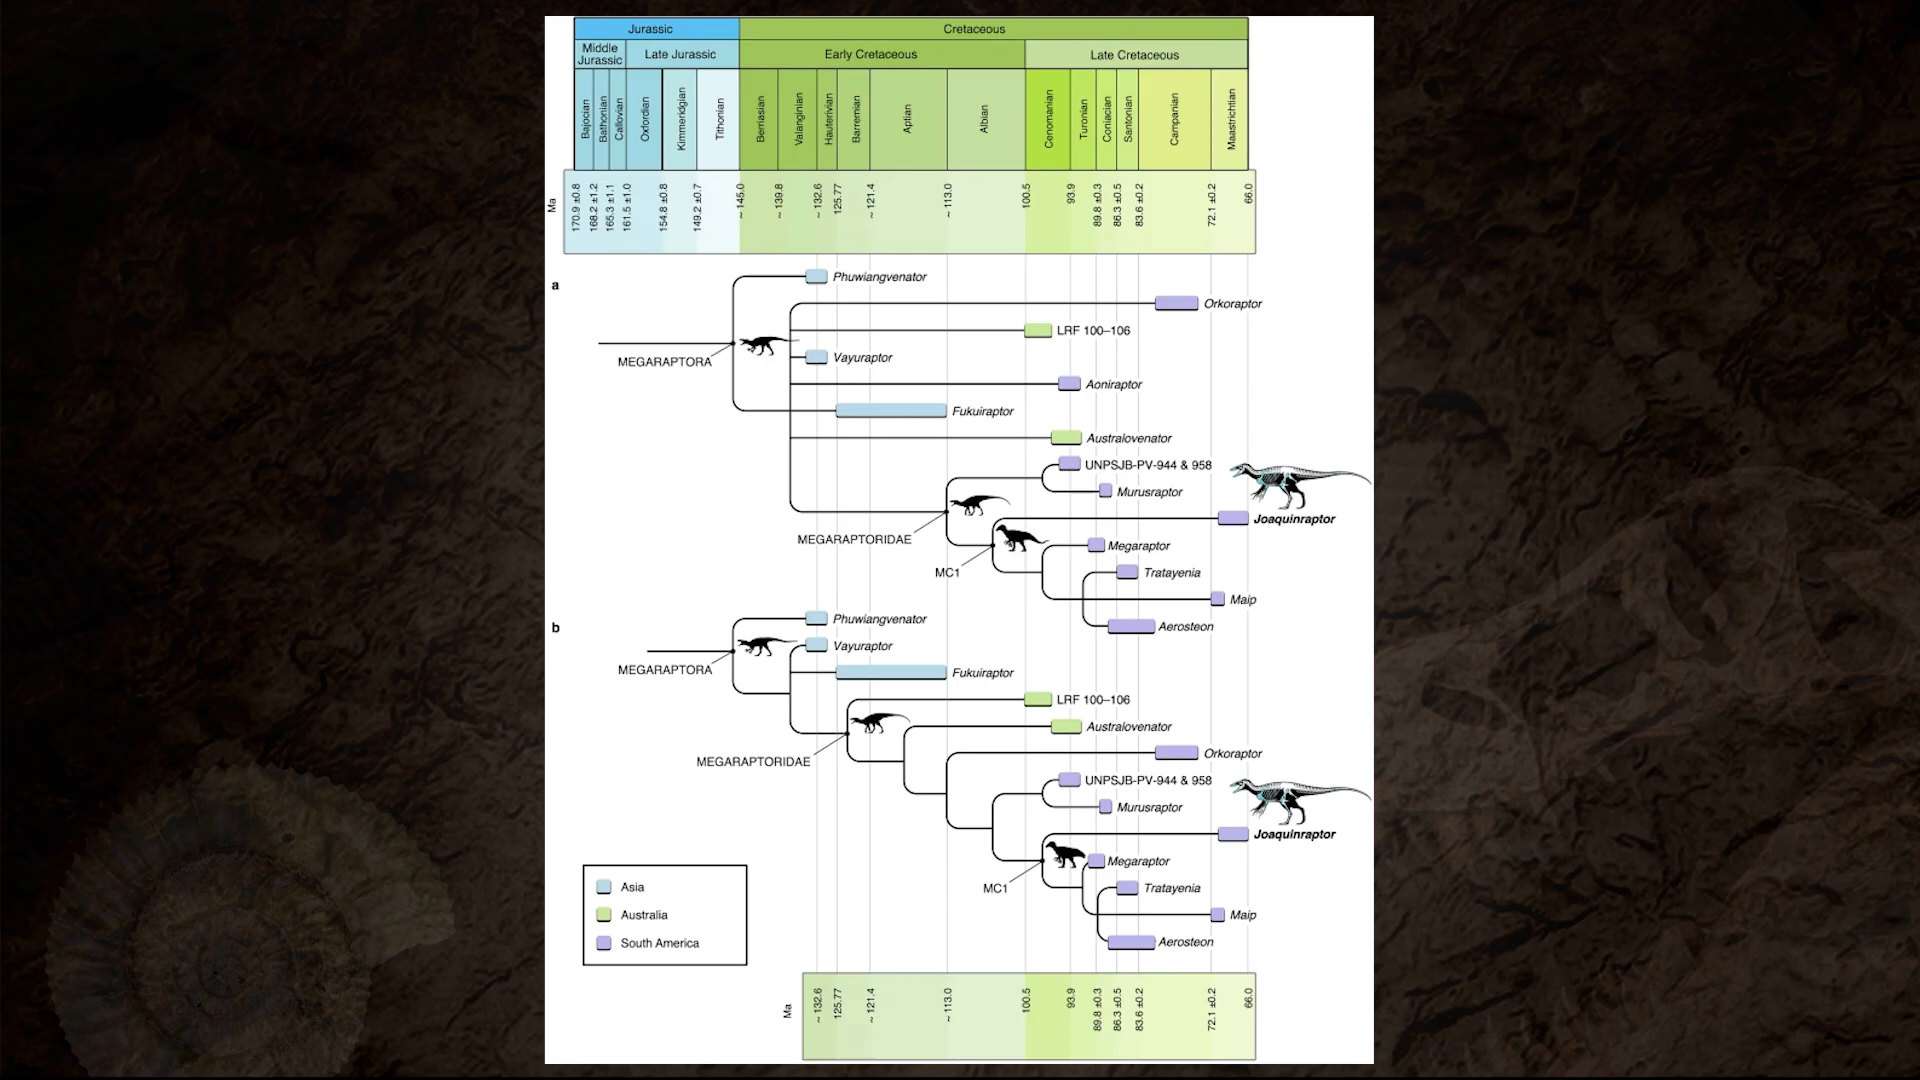 Jurassic
Cretaceous
Middle
Jurassic
Late Jurassic
Early Cretaceous
Late Cretaceous
Bajocian
Bathonian
Callovian
Oxfordian
Kimmeridgian
Tithonian
Berriasian
Valanginian
Hauterivian
Barremian
Aptian
Albian
Cenomanian
Turonian
Coniacian
Santonian
Campanian
Maastrichtian
Ma
170.9 ±0.8
168.2 ±1.2
165.3 ±1.1
161.5 ±1.0
154.8 ±0.8
149.2 ±0.7
~ 145.0
~ 139.8
~ 132.6
125.77
~ 121.4
~ 113.0
100.5
93.9
89.8 ±0.3
86.3 ±0.5
83.6 ±0.2
72.1 ±0.2
66.0
a
Phuwiangvenator
Orkoraptor
LRF 100–106
MEGARAPTORA
Vayuraptor
Aoniraptor
Fukuiraptor
Australovenator
UNPSJB-PV-944 & 958
Murusraptor
Joaquinraptor
MEGARAPTORIDAE
Megaraptor
MC1
Tratayenia
Maip
Aerosteon
b
Phuwiangvenator
Vayuraptor
MEGARAPTORA
Fukuiraptor
LRF 100–106
Australovenator
Orkoraptor
MEGARAPTORIDAE
UNPSJB-PV-944 & 958
Murusraptor
Joaquinraptor
Megaraptor
MC1
Tratayenia
Maip
Aerosteon
Asia
Australia
South America
Ma
~ 132.6
125.77
~ 121.4
~ 113.0
100.5
93.9
89.8 ±0.3
86.3 ±0.5
83.6 ±0.2
72.1 ±0.2
66.0